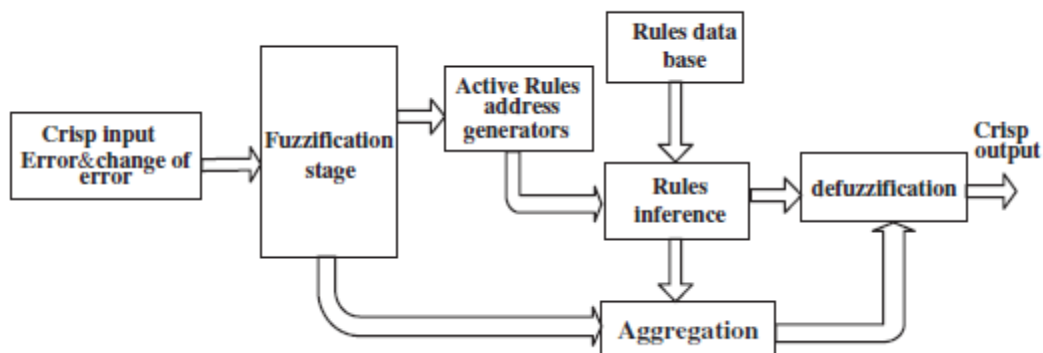 Crisp input
Error&change of
error
Fuzzification
stage
Active Rules
address
generators
Rules data
base
Rules
inference
Aggregation
defuzzification
Crisp
output